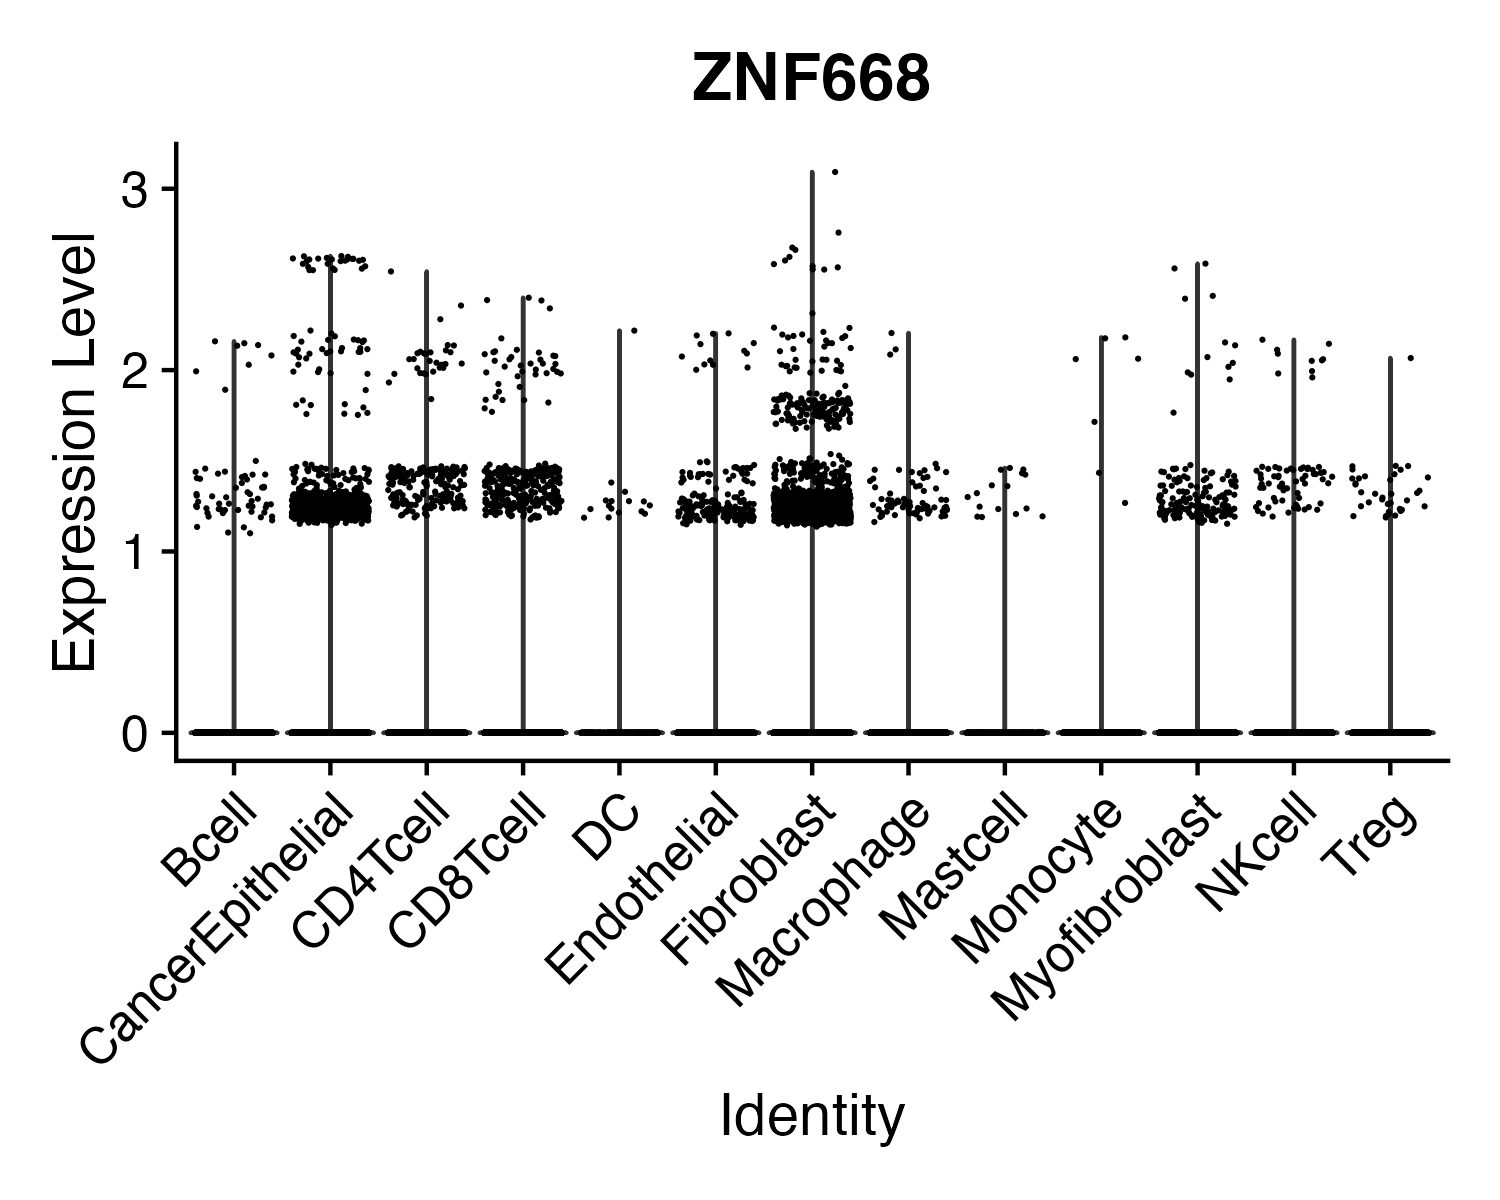 ZNF668
Expression Level
3
2
1
0
Bcell
CancerEpithelial
CD4Tcell
CD8Tcell
DC
Endothelial
Fibroblast
Macrophage
Mastcell
Monocyte
Myofibroblast
NKcell
Treg
Identity